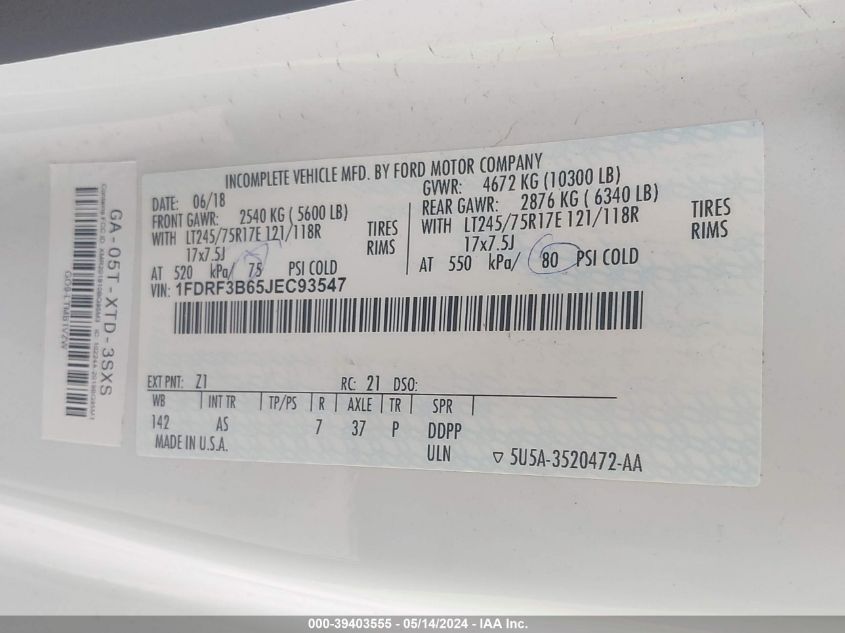 INCOMPLETE VEHICLE MFD. BY FORD MOTOR COMPANY
DATE: 06/18
GVWR: 4672 KG (10300 LB)
FRONT GAWR: 2540 KG ( 5600 LB)
REAR GAWR: 2876 KG ( 6340 LB)
WITH LT245/75R17E 121/118R TIRES
WITH LT245/75R17E 121/118R TIRES
17x7.5J RIMS
17x7.5J RIMS
AT 520 kPa/ 75 PSI COLD
AT 550 kPa/ 80 PSI COLD
VIN: 1FDRF3B65JEC93547
EXT PNT: Z1 RC: 21 DSO:
WB INT TR TP/PS R AXLE TR SPR
142 AS 7 37 P DDPP
MADE IN U.S.A. ULN
5U5A-3520472-AA
GA-05T-XTD-3SXS
000-39403555 - 05/14/2024 - IAA Inc.